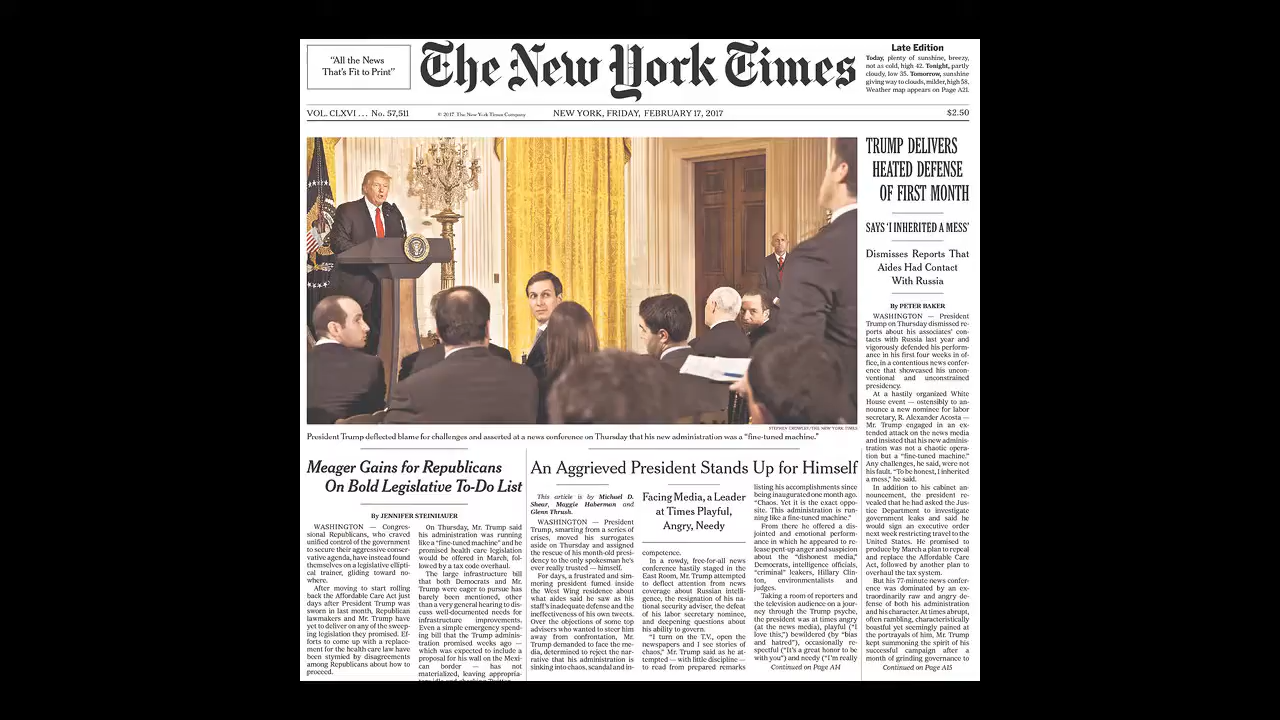 "All the News
That's Fit to Print"
The New York Times
Late Edition
Today, plenty of sunshine, breezy,
not as cold, high 42. Tonight, partly
cloudy, low 35. Tomorrow, sunshine
giving way to clouds, milder, high 58.
Weather map appears on Page A21.
VOL. CLXVI . . . No. 57,511
© 2017 The New York Times Company
NEW YORK, FRIDAY, FEBRUARY 17, 2017
$2.50
STEPHEN CROWLEY/THE NEW YORK TIMES
President Trump deflected blame for challenges and asserted at a news conference on Thursday that his new administration was a "fine-tuned machine."
Meager Gains for Republicans
On Bold Legislative To-Do List
By JENNIFER STEINHAUER
WASHINGTON — Congres-
sional Republicans, who craved
unified control of the government
to secure their aggressive conser-
vative agenda, have instead found
themselves on a legislative ellipti-
cal trainer, gliding toward no-
where.
After moving to start rolling
back the Affordable Care Act just
days after President Trump was
sworn in last month, Republican
lawmakers and Mr. Trump have
yet to deliver on any of the sweep-
ing legislation they promised. Ef-
forts to come up with a replace-
ment for the health care law have
been stymied by disagreements
among Republicans about how to
proceed.
On Thursday, Mr. Trump said
his administration was running
like a "fine-tuned machine" and he
promised health care legislation
would be offered in March, fol-
lowed by a tax code overhaul.
The large infrastructure bill
that both Democrats and Mr.
Trump were eager to pursue has
barely been mentioned, other
than a very general hearing to dis-
cuss well-documented needs for
infrastructure improvements.
Even a simple emergency spend-
ing bill that the Trump adminis-
tration promised weeks ago —
which was expected to include a
proposal for his wall on the Mexi-
can border — has not
materialized, leaving appropria-
An Aggrieved President Stands Up for Himself
This article is by Michael D.
Shear, Maggie Haberman and
Glenn Thrush.
WASHINGTON — President
Trump, smarting from a series of
crises, moved his surrogates
aside on Thursday and assigned
the rescue of his month-old presi-
dency to the only spokesman he's
ever really trusted — himself.
For days, a frustrated and sim-
mering president fumed inside
the West Wing residence about
what aides said he saw as his
staff's inadequate defense and the
ineffectiveness of his own tweets.
Over the objections of some top
advisers who wanted to steer him
away from confrontation, Mr.
Trump demanded to face the me-
dia, determined to reject the nar-
rative that his administration is
sinking into chaos, scandal and in-
Facing Media, a Leader
at Times Playful,
Angry, Needy
competence.
In a rowdy, free-for-all news
conference hastily staged in the
East Room, Mr. Trump attempted
to deflect attention from news
coverage about Russian intelli-
gence, the resignation of his na-
tional security adviser, the defeat
of his labor secretary nominee,
and deepening questions about
his ability to govern.
"I turn on the T.V., open the
newspapers and I see stories of
chaos," Mr. Trump said as he at-
tempted — with little discipline —
to read from prepared remarks
listing his accomplishments since
being inaugurated one month ago.
"Chaos. Yet it is the exact oppo-
site. This administration is run-
ning like a fine-tuned machine."
From there he offered a dis-
jointed and emotional perform-
ance in which he appeared to re-
lease pent-up anger and suspicion
about the "dishonest media,"
Democrats, intelligence officials,
"criminal" leakers, Hillary Clin-
ton, environmentalists and
judges.
Taking a room of reporters and
the television audience on a jour-
ney through the Trump psyche,
the president was at times angry
(at the news media), playful ("I
love this,") bewildered (by "bias
and hatred"), occasionally re-
spectful ("It's a great honor to be
with you") and needy ("I'm really
Continued on Page A14
TRUMP DELIVERS
HEATED DEFENSE
OF FIRST MONTH
SAYS 'I INHERITED A MESS'
Dismisses Reports That
Aides Had Contact
With Russia
By PETER BAKER
WASHINGTON — President
Trump on Thursday dismissed re-
ports about his associates' con-
tacts with Russia last year and
vigorously defended his perform-
ance in his first four weeks in of-
fice, in a contentious news confer-
ence that showcased his uncon-
ventional and unconstrained
presidency.
At a hastily organized White
House event — ostensibly to an-
nounce a new nominee for labor
secretary, R. Alexander Acosta —
Mr. Trump engaged in an ex-
tended attack on the news media
and insisted that his new adminis-
tration was not a chaotic opera-
tion but a "fine-tuned machine."
Any challenges, he said, were not
his fault. "To be honest, I inherited
a mess," he said.
In addition to his cabinet an-
nouncement, the president re-
vealed that he had asked the Jus-
tice Department to investigate
government leaks and said he
would sign an executive order
next week restricting travel to the
United States. He promised to
produce by March a plan to repeal
and replace the Affordable Care
Act, followed by another plan to
overhaul the tax system.
But his 77-minute news confer-
ence was dominated by an ex-
traordinarily raw and angry de-
fense of both his administration
and his character. At times abrupt,
often rambling, characteristically
boastful yet seemingly pained at
the portrayals of him, Mr. Trump
kept summoning the spirit of his
successful campaign after a
month of grinding governance to
Continued on Page A15